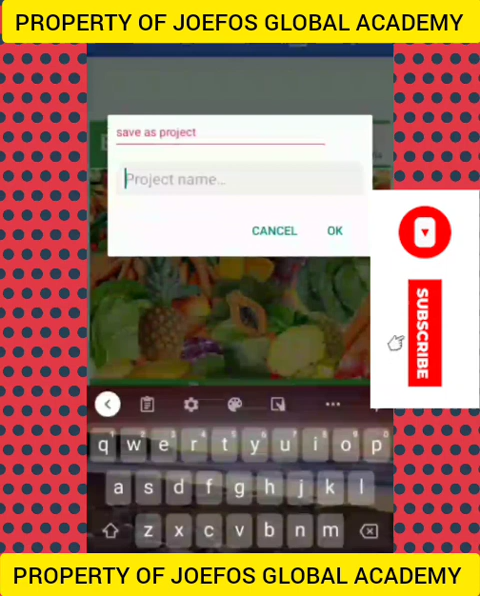 PROPERTY OF JOEFOS GLOBAL ACADEMY
save as project
Project name...
CANCEL OK
SUBSCRIBE
q w e r t y u i o p
a s d f g h j k l
z x c v b n m
PROPERTY OF JOEFOS GLOBAL ACADEMY